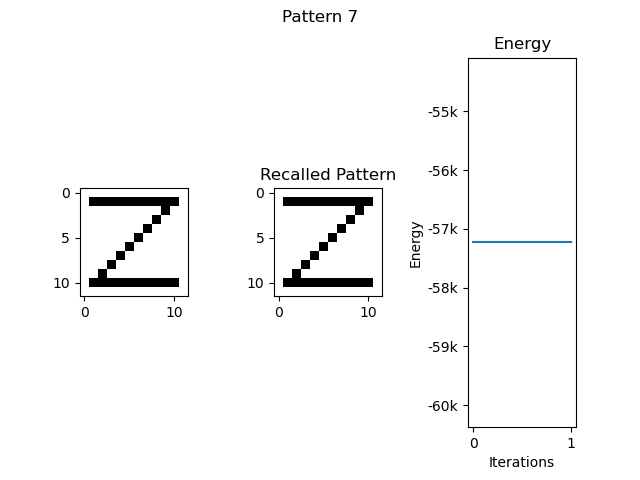 Pattern 7
0
5
10
0
10
Recalled Pattern
0
5
10
0
10
Energy
-55k
-56k
-57k
-58k
-59k
-60k
Energy
0
1
Iterations